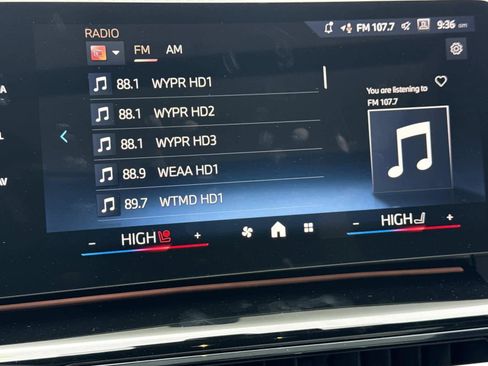 RADIO
FM 107.7
9:36 am
FM AM
88.1 WYPR HD1
88.1 WYPR HD2
88.1 WYPR HD3
88.9 WEAA HD1
89.7 WTMD HD1
You are listening to
FM 107.7
A
L
AV
- HIGH +
- HIGH +